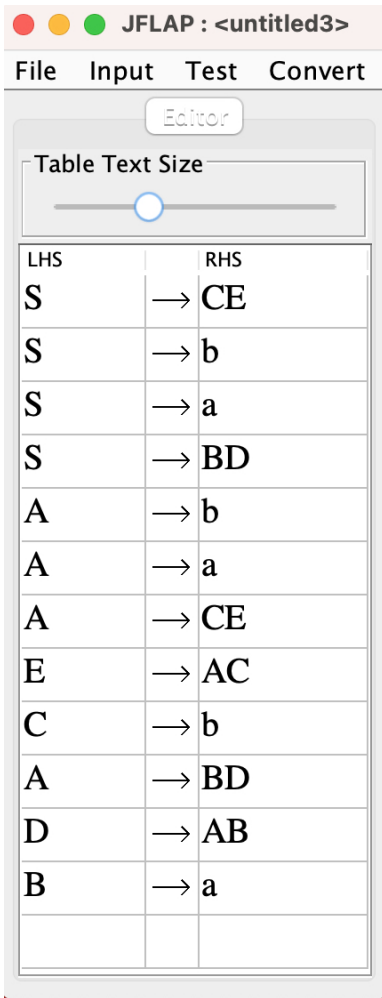 JFLAP : <untitled3>
File Input Test Convert
Editor
Table Text Size
LHS RHS
S → CE
S → b
S → a
S → BD
A → b
A → a
A → CE
E → AC
C → b
A → BD
D → AB
B → a